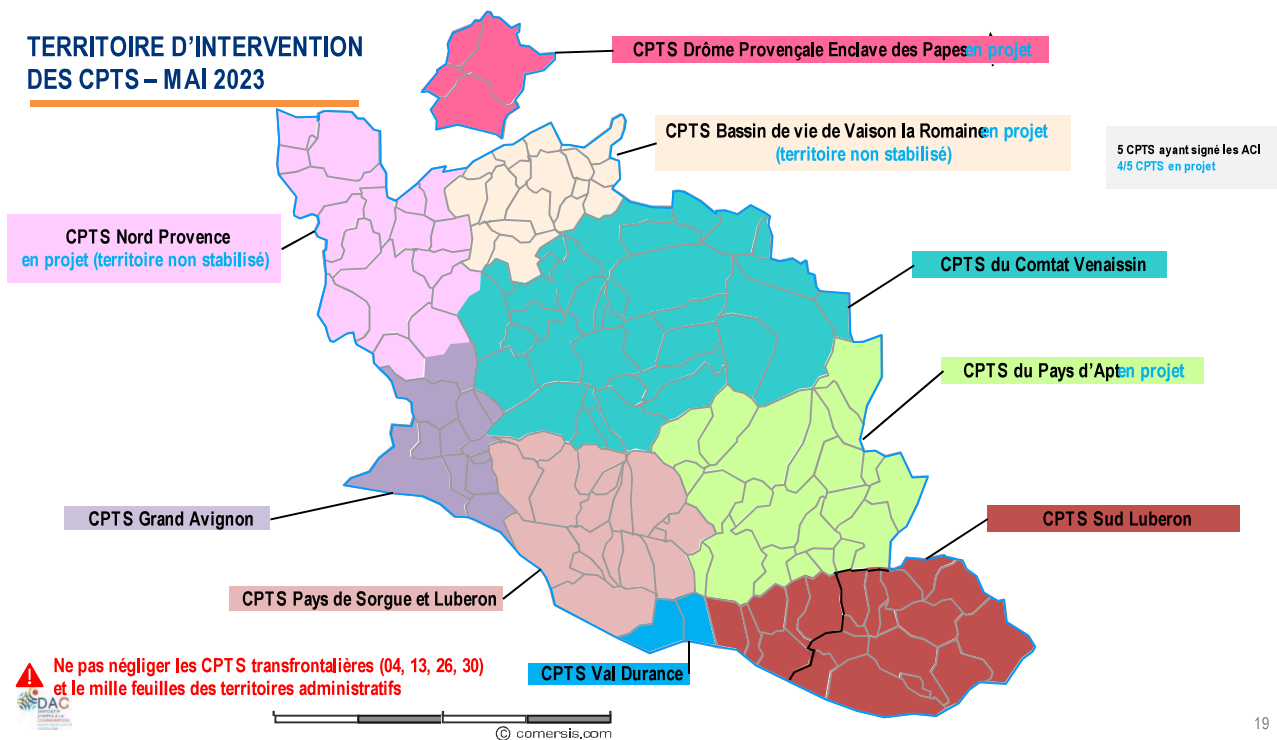 TERRITOIRE D'INTERVENTION
DES CPTS – MAI 2023
CPTS Drôme Provençale Enclave des Papes en projet
CPTS Bassin de vie de Vaison la Romaine en projet
(territoire non stabilisé)
5 CPTS ayant signé les ACI
4/5 CPTS en projet
CPTS Nord Provence
en projet (territoire non stabilisé)
CPTS du Comtat Venaissin
CPTS du Pays d'Apt en projet
CPTS Grand Avignon
CPTS Sud Luberon
CPTS Pays de Sorgue et Luberon
CPTS Val Durance
Ne pas négliger les CPTS transfrontalières (04, 13, 26, 30)
et le mille feuilles des territoires administratifs
DAC
© comersis.com
19